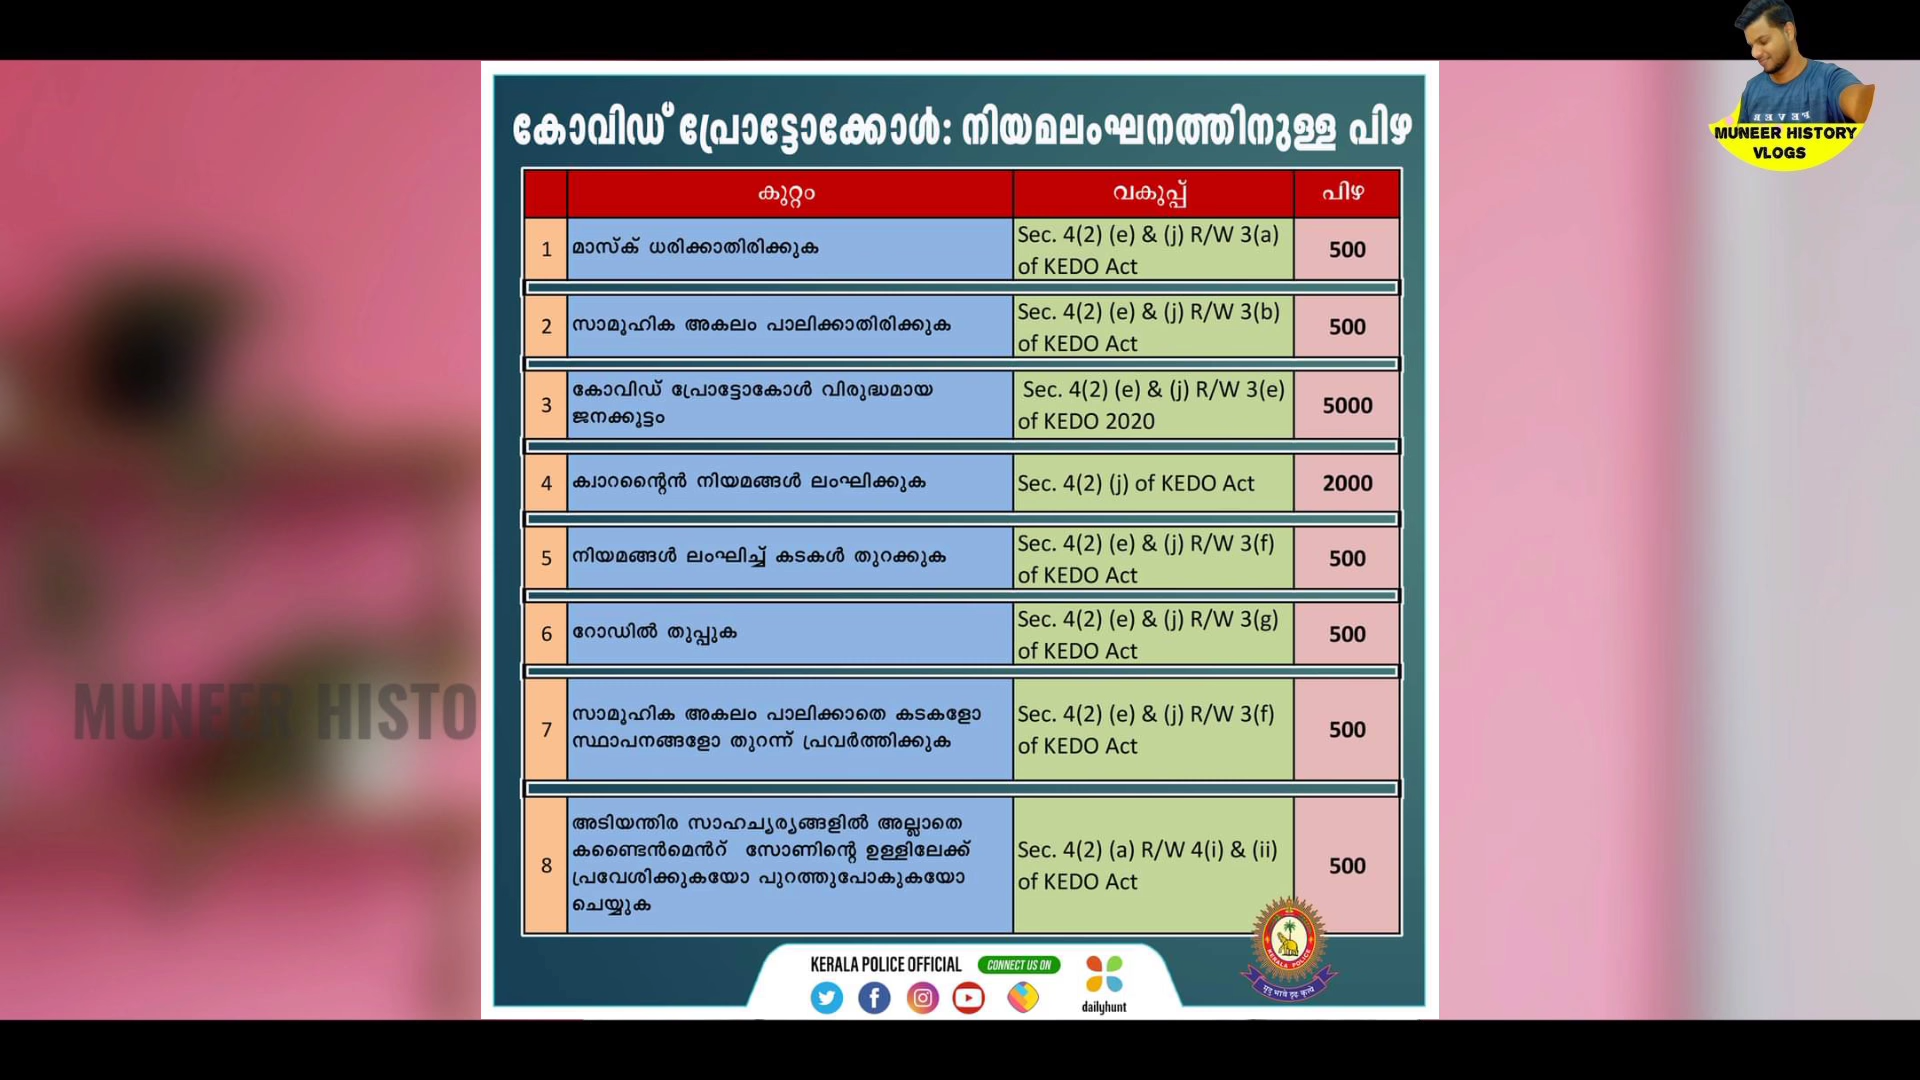 MUNEER HISTORY
VLOGS
കോവിഡ് പ്രോട്ടോക്കോൾ: നിയമലംഘനത്തിനുള്ള പിഴ
കുറ്റം വകുപ്പ് പിഴ
1 മാസ്ക് ധരിക്കാതിരിക്കുക Sec. 4(2) (e) & (j) R/W 3(a)
of KEDO Act 500
2 സാമൂഹിക അകലം പാലിക്കാതിരിക്കുക Sec. 4(2) (e) & (j) R/W 3(b)
of KEDO Act 500
3 കോവിഡ് പ്രോട്ടോകോൾ വിരുദ്ധമായ
ജനക്കൂട്ടം Sec. 4(2) (e) & (j) R/W 3(e)
of KEDO 2020 5000
4 ക്വാറന്റൈൻ നിയമങ്ങൾ ലംഘിക്കുക Sec. 4(2) (j) of KEDO Act 2000
5 നിയമങ്ങൾ ലംഘിച്ച് കടകൾ തുറക്കുക Sec. 4(2) (e) & (j) R/W 3(f)
of KEDO Act 500
6 റോഡിൽ തുപ്പുക Sec. 4(2) (e) & (j) R/W 3(g)
of KEDO Act 500
7 സാമൂഹിക അകലം പാലിക്കാതെ കടകളോ
സ്ഥാപനങ്ങളോ തുറന്ന് പ്രവർത്തിക്കുക Sec. 4(2) (e) & (j) R/W 3(f)
of KEDO Act 500
8 അടിയന്തിര സാഹചര്യങ്ങളിൽ അല്ലാതെ
കണ്ടൈൻമെൻറ് സോണിന്റെ ഉള്ളിലേക്ക്
പ്രവേശിക്കുകയോ പുറത്തുപോകുകയോ
ചെയ്യുക Sec. 4(2) (a) R/W 4(i) & (ii)
of KEDO Act 500
MUNEER HISTO
KERALA POLICE OFFICIAL CONNECT US ON
dailyhunt
KERALA POLICE
मृदु भावे दृढ कृत्ये